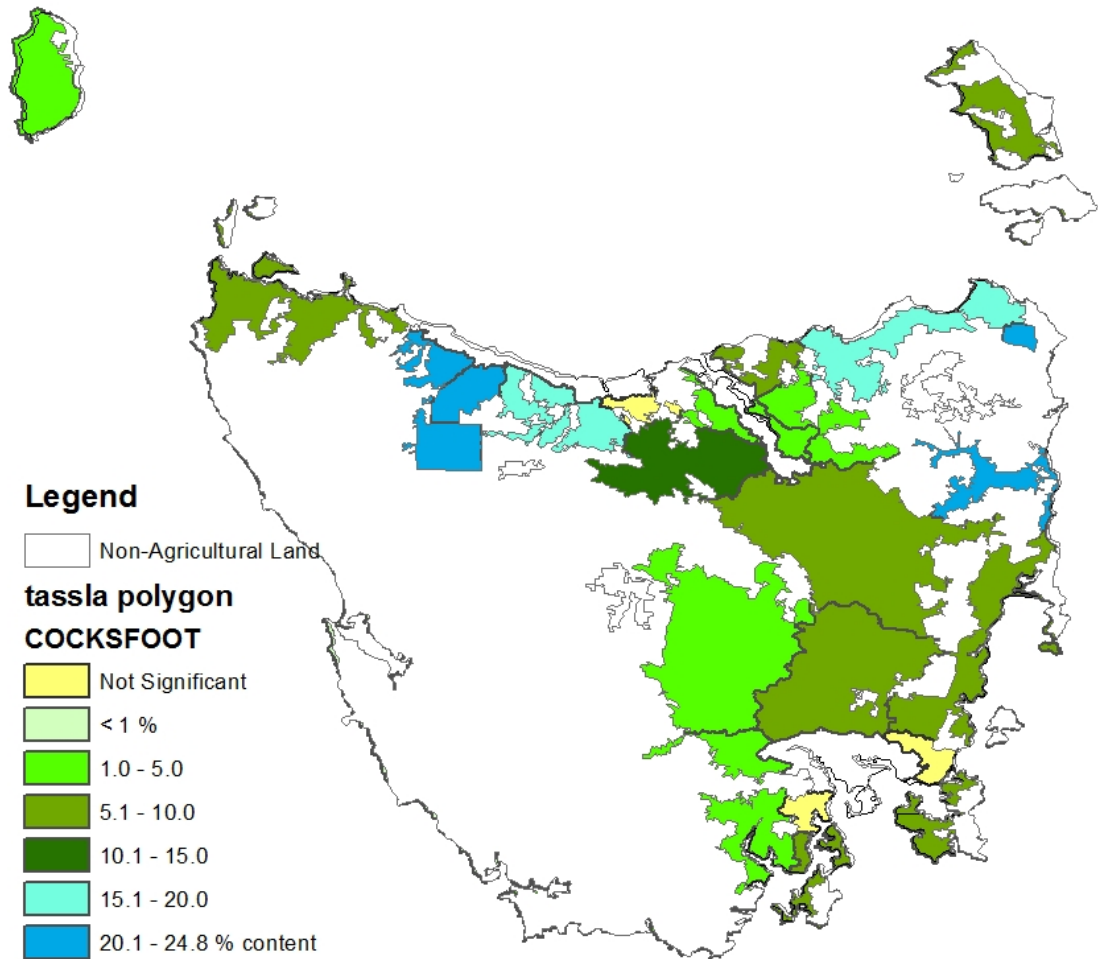 Legend
Non-Agricultural Land
tassla polygon
COCKSFOOT
Not Significant
< 1 %
1.0 - 5.0
5.1 - 10.0
10.1 - 15.0
15.1 - 20.0
20.1 - 24.8 % content